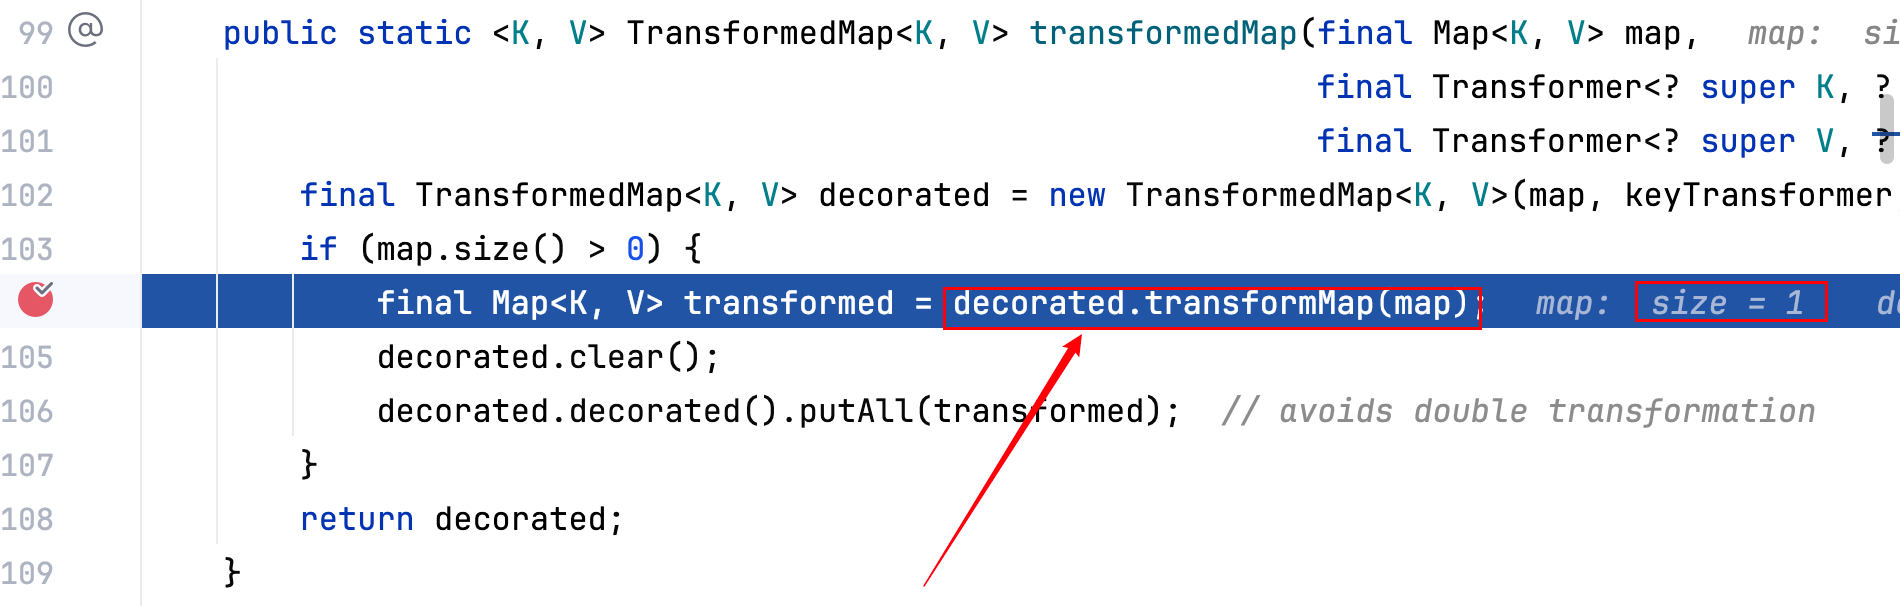 99 @ public static <K, V> TransformedMap<K, V> transformedMap(final Map<K, V> map, map: si
100 final Transformer<? super K, ?
101 final Transformer<? super V, ?
102 final TransformedMap<K, V> decorated = new TransformedMap<K, V>(map, keyTransformer
103 if (map.size() > 0) {
final Map<K, V> transformed = decorated.transformMap(map); map: size = 1 de
105 decorated.clear();
106 decorated.decorated().putAll(transformed); // avoids double transformation
107 }
108 return decorated;
109 }